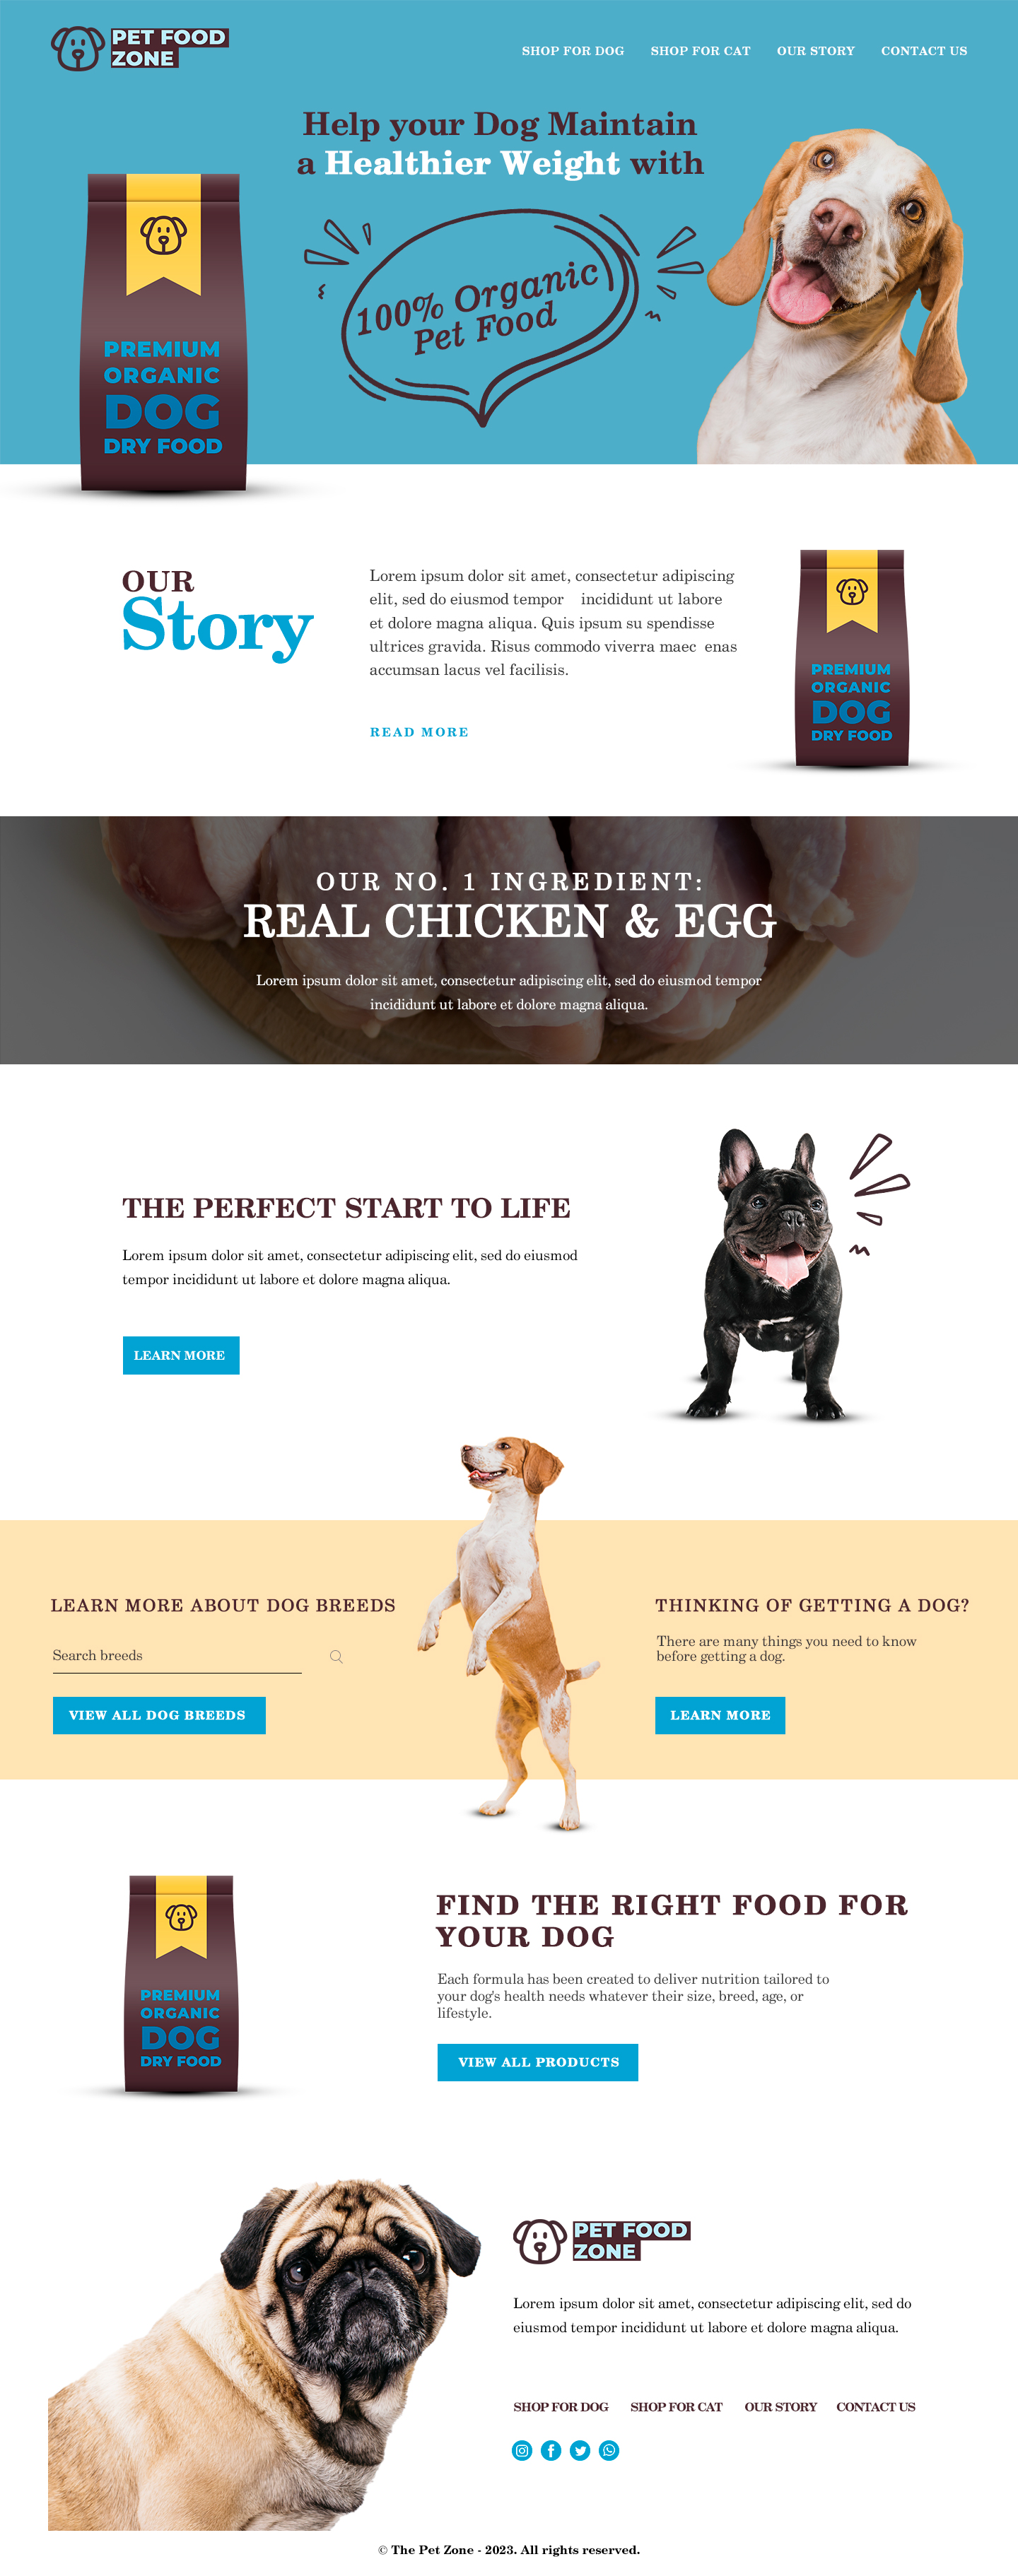 PET FOOD
ZONE
SHOP FOR DOG SHOP FOR CAT OUR STORY CONTACT US
Help your Dog Maintain
a Healthier Weight with
100% Organic
Pet Food
PREMIUM
ORGANIC
DOG
DRY FOOD
OUR
Story
Lorem ipsum dolor sit amet, consectetur adipiscing
elit, sed do eiusmod tempor incididunt ut labore
et dolore magna aliqua. Quis ipsum su spendisse
ultrices gravida. Risus commodo viverra maec enas
accumsan lacus vel facilisis.
READ MORE
PREMIUM
ORGANIC
DOG
DRY FOOD
OUR NO. 1 INGREDIENT:
REAL CHICKEN & EGG
Lorem ipsum dolor sit amet, consectetur adipiscing elit, sed do eiusmod tempor
incididunt ut labore et dolore magna aliqua.
THE PERFECT START TO LIFE
Lorem ipsum dolor sit amet, consectetur adipiscing elit, sed do eiusmod
tempor incididunt ut labore et dolore magna aliqua.
LEARN MORE
LEARN MORE ABOUT DOG BREEDS
Search breeds
VIEW ALL DOG BREEDS
THINKING OF GETTING A DOG?
There are many things you need to know
before getting a dog.
LEARN MORE
PREMIUM
ORGANIC
DOG
DRY FOOD
FIND THE RIGHT FOOD FOR
YOUR DOG
Each formula has been created to deliver nutrition tailored to
your dog's health needs whatever their size, breed, age, or
lifestyle.
VIEW ALL PRODUCTS
PET FOOD
ZONE
Lorem ipsum dolor sit amet, consectetur adipiscing elit, sed do
eiusmod tempor incididunt ut labore et dolore magna aliqua.
SHOP FOR DOG SHOP FOR CAT OUR STORY CONTACT US
© The Pet Zone - 2023. All rights reserved.